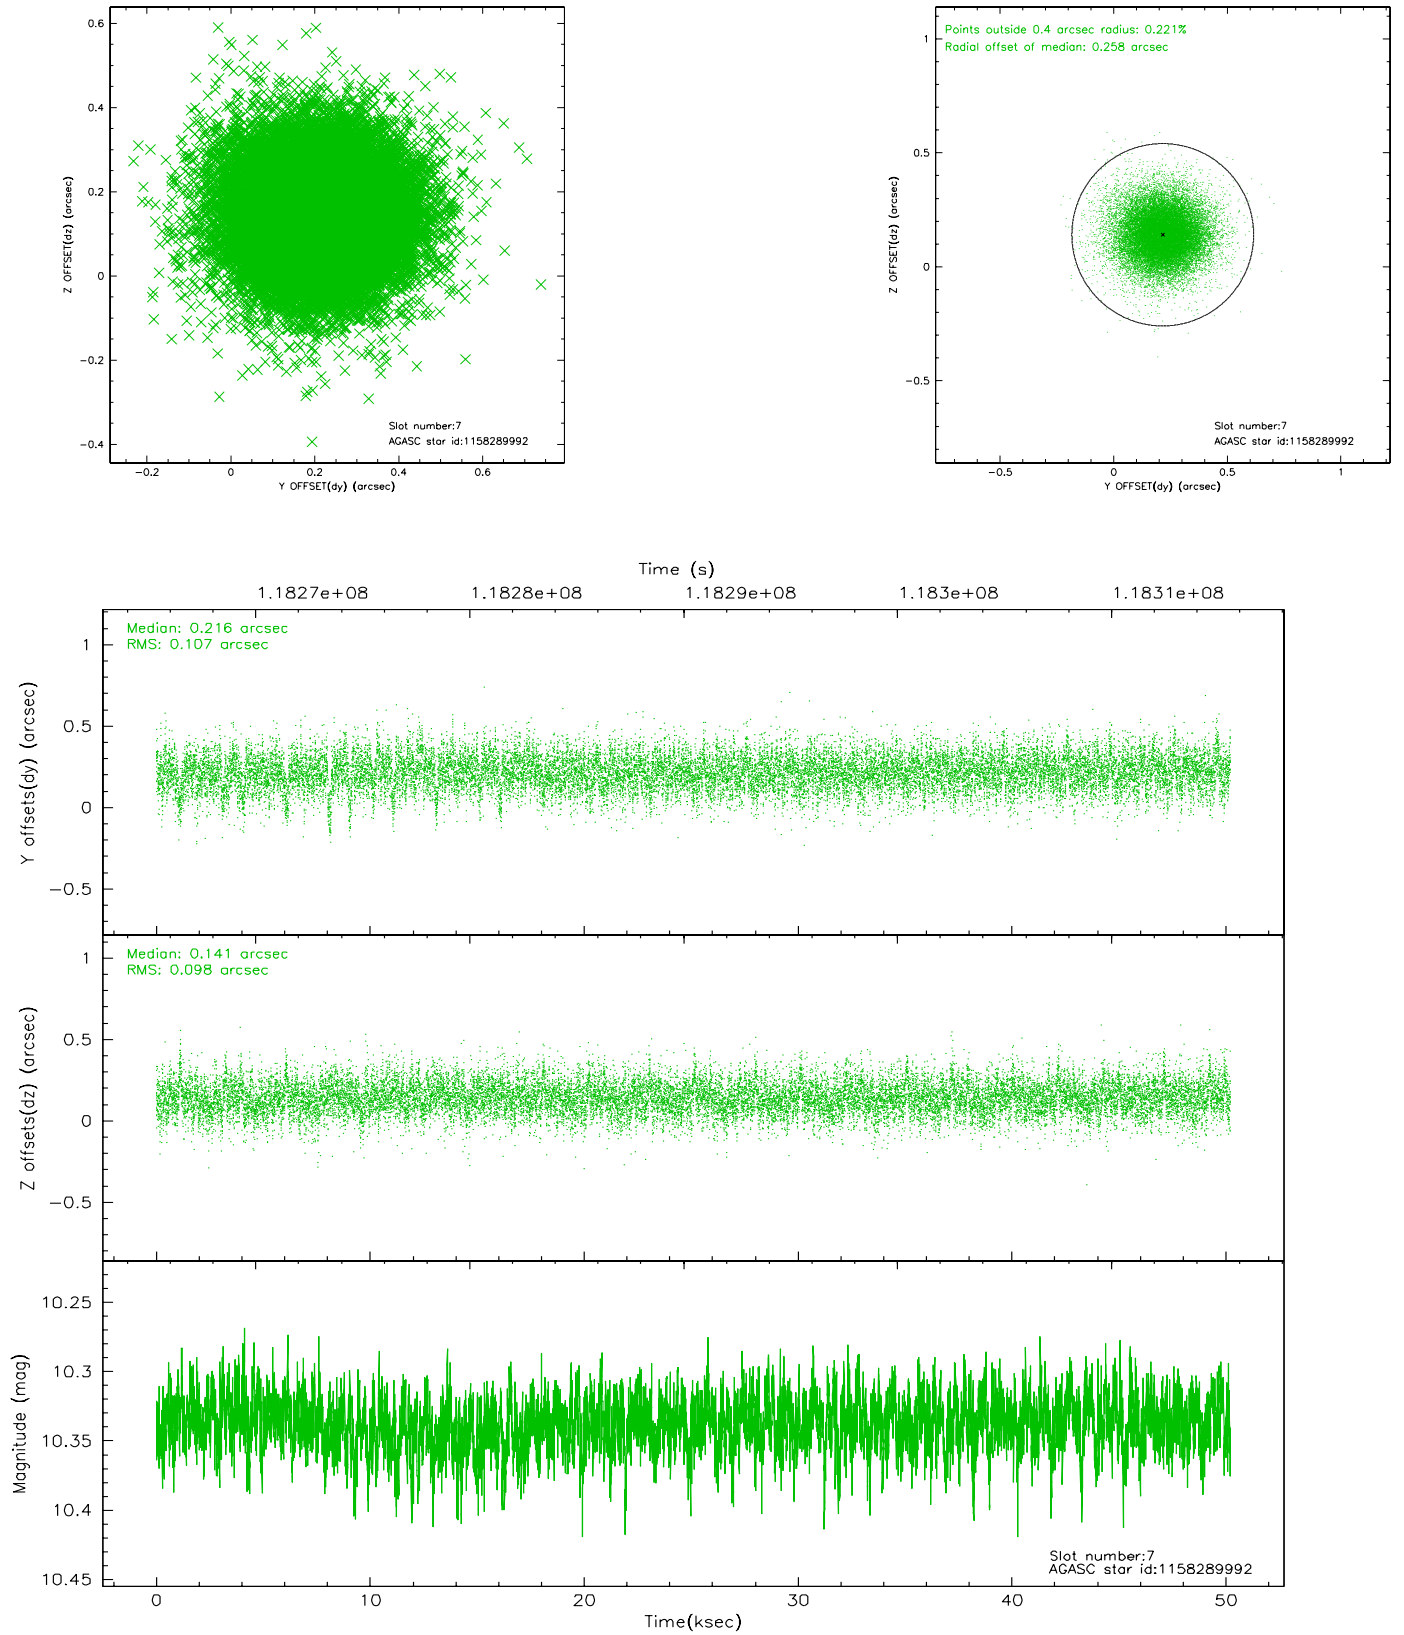 0.6
0.4
0.2
0
−0.2
−0.4
−0.2
0
0.2
0.4
0.6
Z OFFSET(dz) (arcsec)
Y OFFSET(dy) (arcsec)
Slot number:7
AGASC star id:1158289992
Points outside 0.4 arcsec radius: 0.221%
Radial offset of median: 0.258 arcsec
1
0.5
0
−0.5
−0.5
0
0.5
1
Z OFFSET(dz) (arcsec)
Y OFFSET(dy) (arcsec)
Slot number:7
AGASC star id:1158289992
Time (s)
1.1827e+08
1.1828e+08
1.1829e+08
1.183e+08
1.1831e+08
Median: 0.216 arcsec
RMS: 0.107 arcsec
1
0.5
0
−0.5
Y offsets(dy) (arcsec)
Median: 0.141 arcsec
RMS: 0.098 arcsec
1
0.5
0
−0.5
Z offsets(dz) (arcsec)
10.25
10.3
10.35
10.4
10.45
Magnitude (mag)
Slot number:7
AGASC star id:1158289992
0
10
20
30
40
50
Time(ksec)